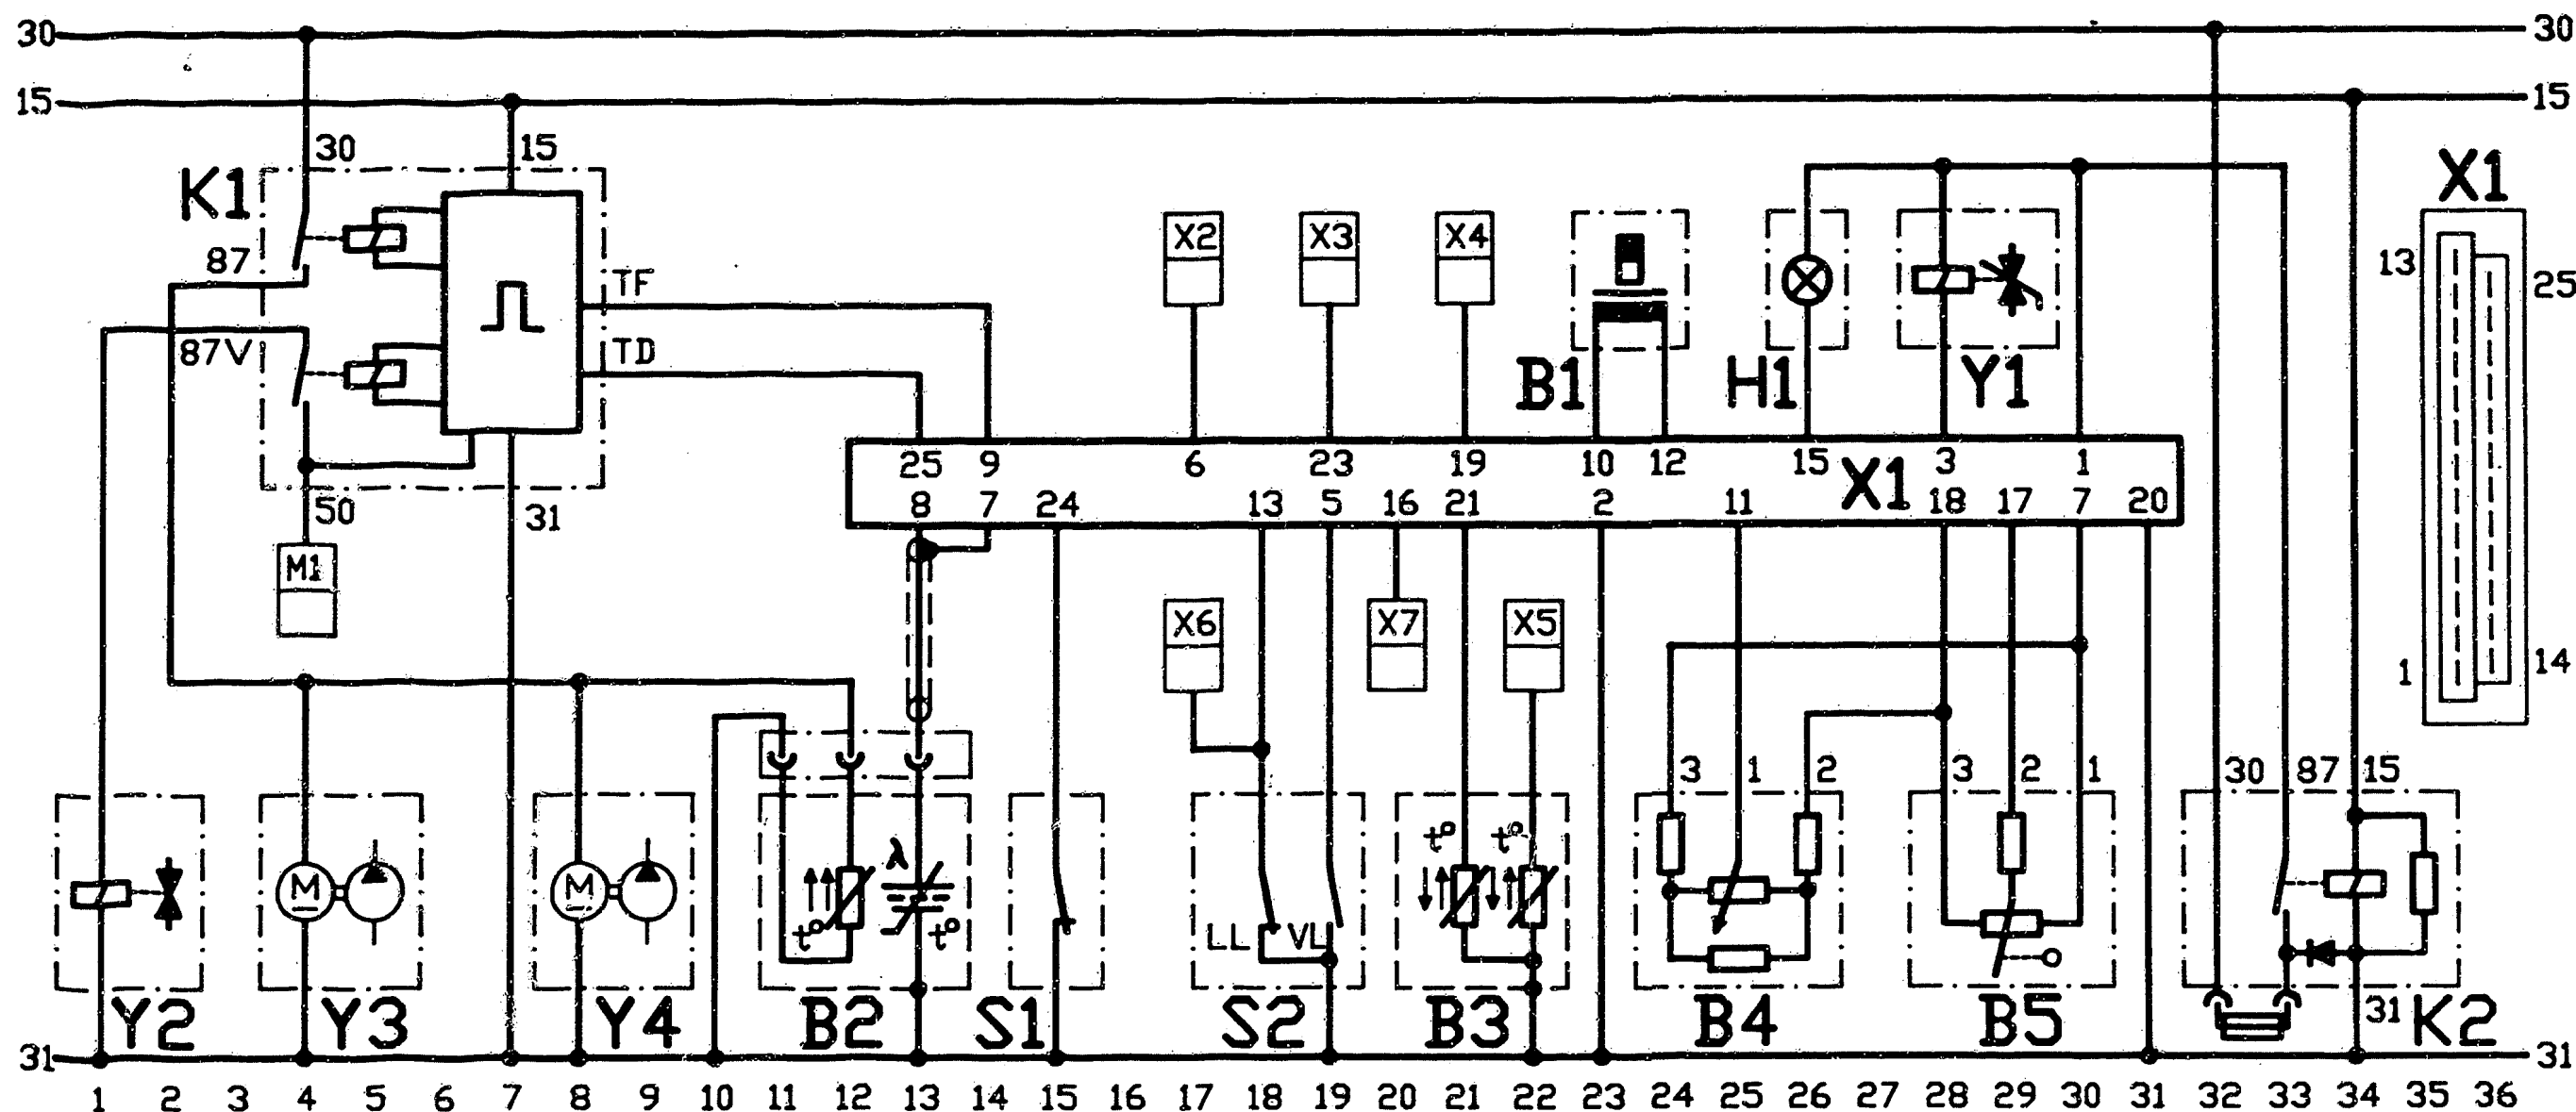 30 30
15 15
30 15 X1
K1
13 25
87 TF X2 X3 X4
87V TD
B1 H1 Y1
25 9 6 23 19 10 12 15 3 1
X1
8 7 24 13 5 16 21 2 11 18 17 7 20
50 31
M1
X6 X7 X5
1 14
3 1 2 3 2 1 30 87 15
λ t° t°
M M
t° t° LL VL
31
Y2 Y3 Y4 B2 S1 S2 B3 B4 B5 K2
31 31
1 2 3 4 5 6 7 8 9 10 11 12 13 14 15 16 17 18 19 20 21 22 23 24 25 26 27 28 29 30 31 32 33 34 35 36